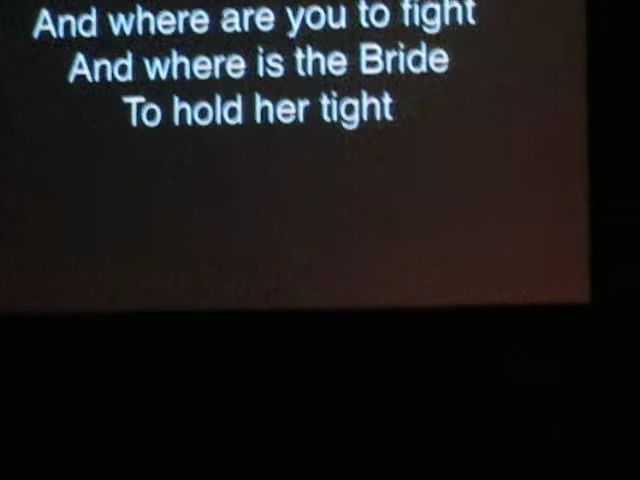 And where are you to fight
And where is the Bride
To hold her tight